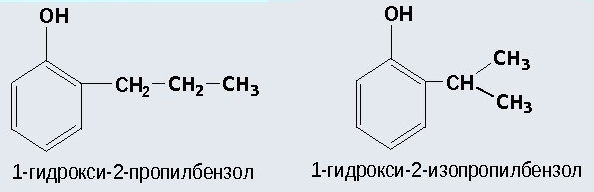 OH
CH2–CH2–CH3
1-гидрокси-2-пропилбензол
OH
CH3
CH
CH3
1-гидрокси-2-изопропилбензол